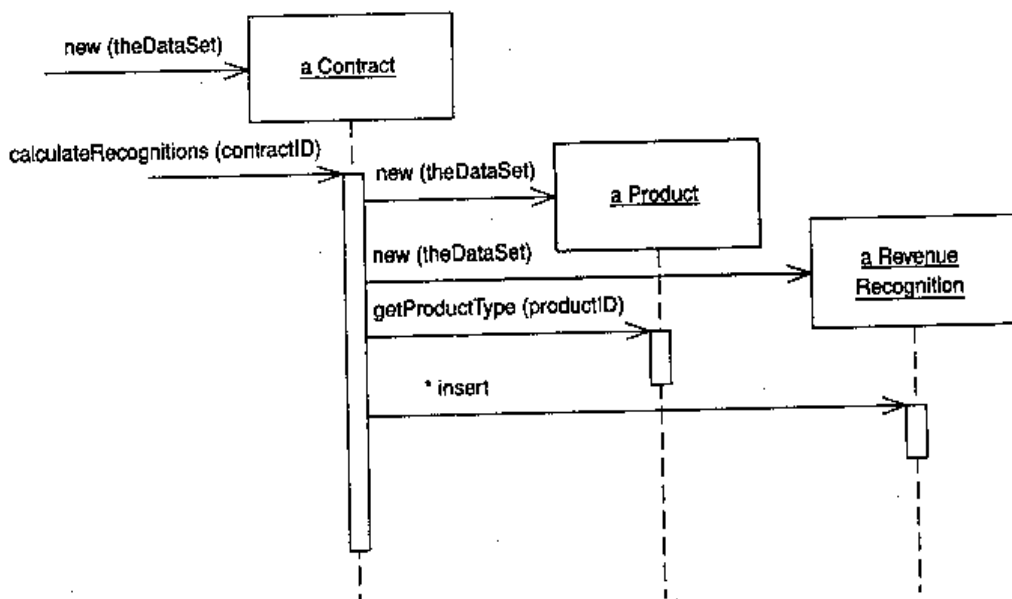 new (theDataSet)
a Contract
calculateRecognitions (contractID)
new (theDataSet)
a Product
new (theDataSet)
a Revenue
Recognition
getProductType (productID)
* insert